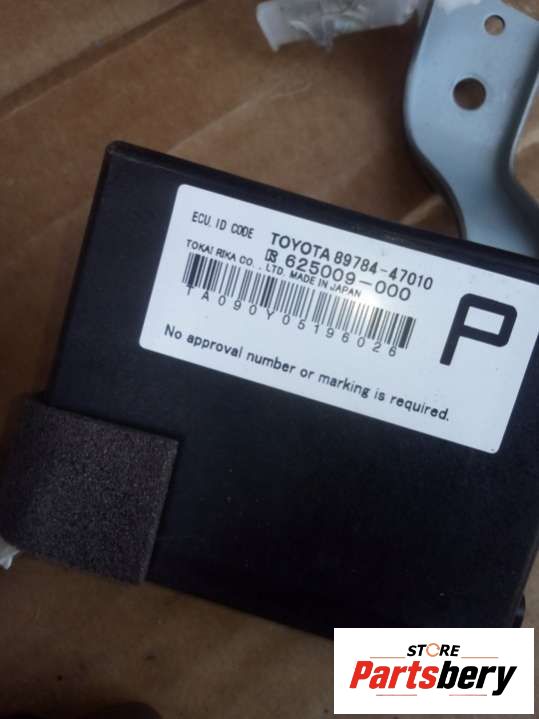 ECU. ID CODE TOYOTA 89784-47010
625009-000
TOKAI RIKA CO., LTD. MADE IN JAPAN
TA090Y05196026
P
No approval number or marking is required.
STORE
Partsbery